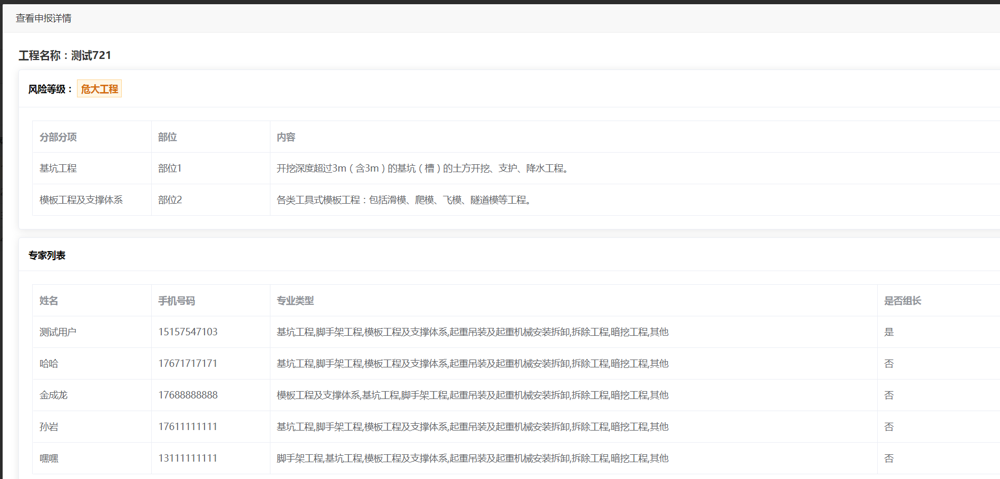 查看申报详情
工程名称：测试721
风险等级： 危大工程
分部分项 部位 内容
基坑工程 部位1 开挖深度超过3m（含3m）的基坑（槽）的土方开挖、支护、降水工程。
模板工程及支撑体系 部位2 各类工具式模板工程：包括滑模、爬模、飞模、隧道模等工程。
专家列表
姓名 手机号码 专业类型 是否组长
测试用户 15157547103 基坑工程,脚手架工程,模板工程及支撑体系,起重吊装及起重机械安装拆卸,拆除工程,暗挖工程,其他 是
哈哈 17671717171 基坑工程,脚手架工程,模板工程及支撑体系,起重吊装及起重机械安装拆卸,拆除工程,暗挖工程,其他 否
金成龙 17688888888 模板工程及支撑体系,基坑工程,脚手架工程,起重吊装及起重机械安装拆卸,拆除工程,暗挖工程,其他 否
孙岩 17611111111 基坑工程,脚手架工程,模板工程及支撑体系,起重吊装及起重机械安装拆卸,拆除工程,暗挖工程,其他 否
嘿嘿 13111111111 脚手架工程,基坑工程,模板工程及支撑体系,起重吊装及起重机械安装拆卸,拆除工程,暗挖工程,其他 否